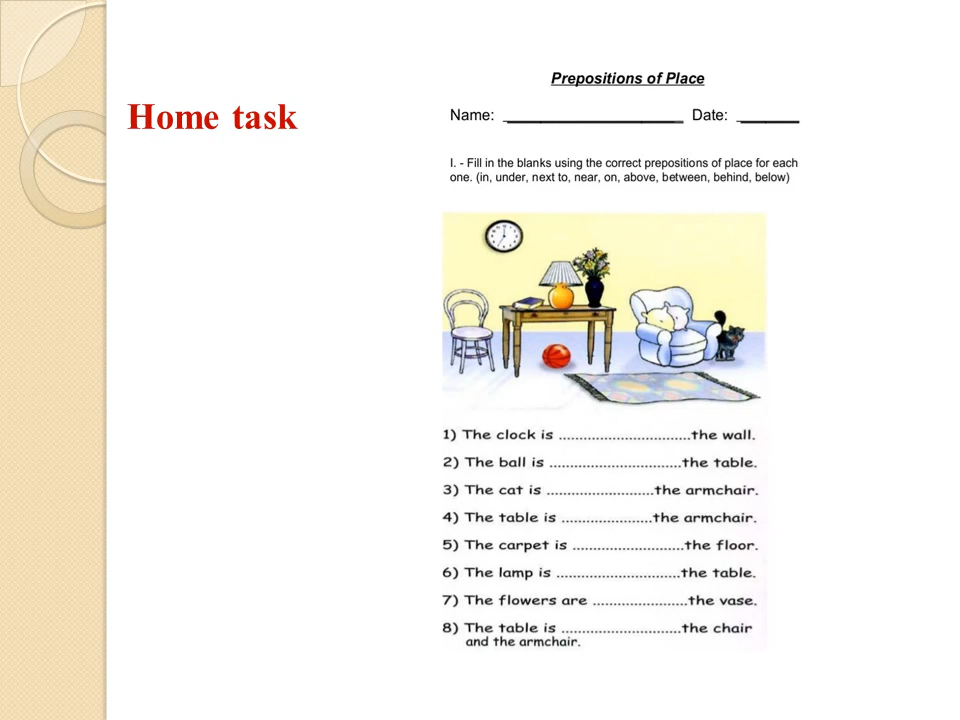 Home task
Prepositions of Place
Name: ____________________ Date: _______
I. - Fill in the blanks using the correct prepositions of place for each
one. (in, under, next to, near, on, above, between, behind, below)
1) The clock is ................................the wall.
2) The ball is ................................the table.
3) The cat is ..........................the armchair.
4) The table is ......................the armchair.
5) The carpet is ...........................the floor.
6) The lamp is ..............................the table.
7) The flowers are .......................the vase.
8) The table is .............................the chair
and the armchair.